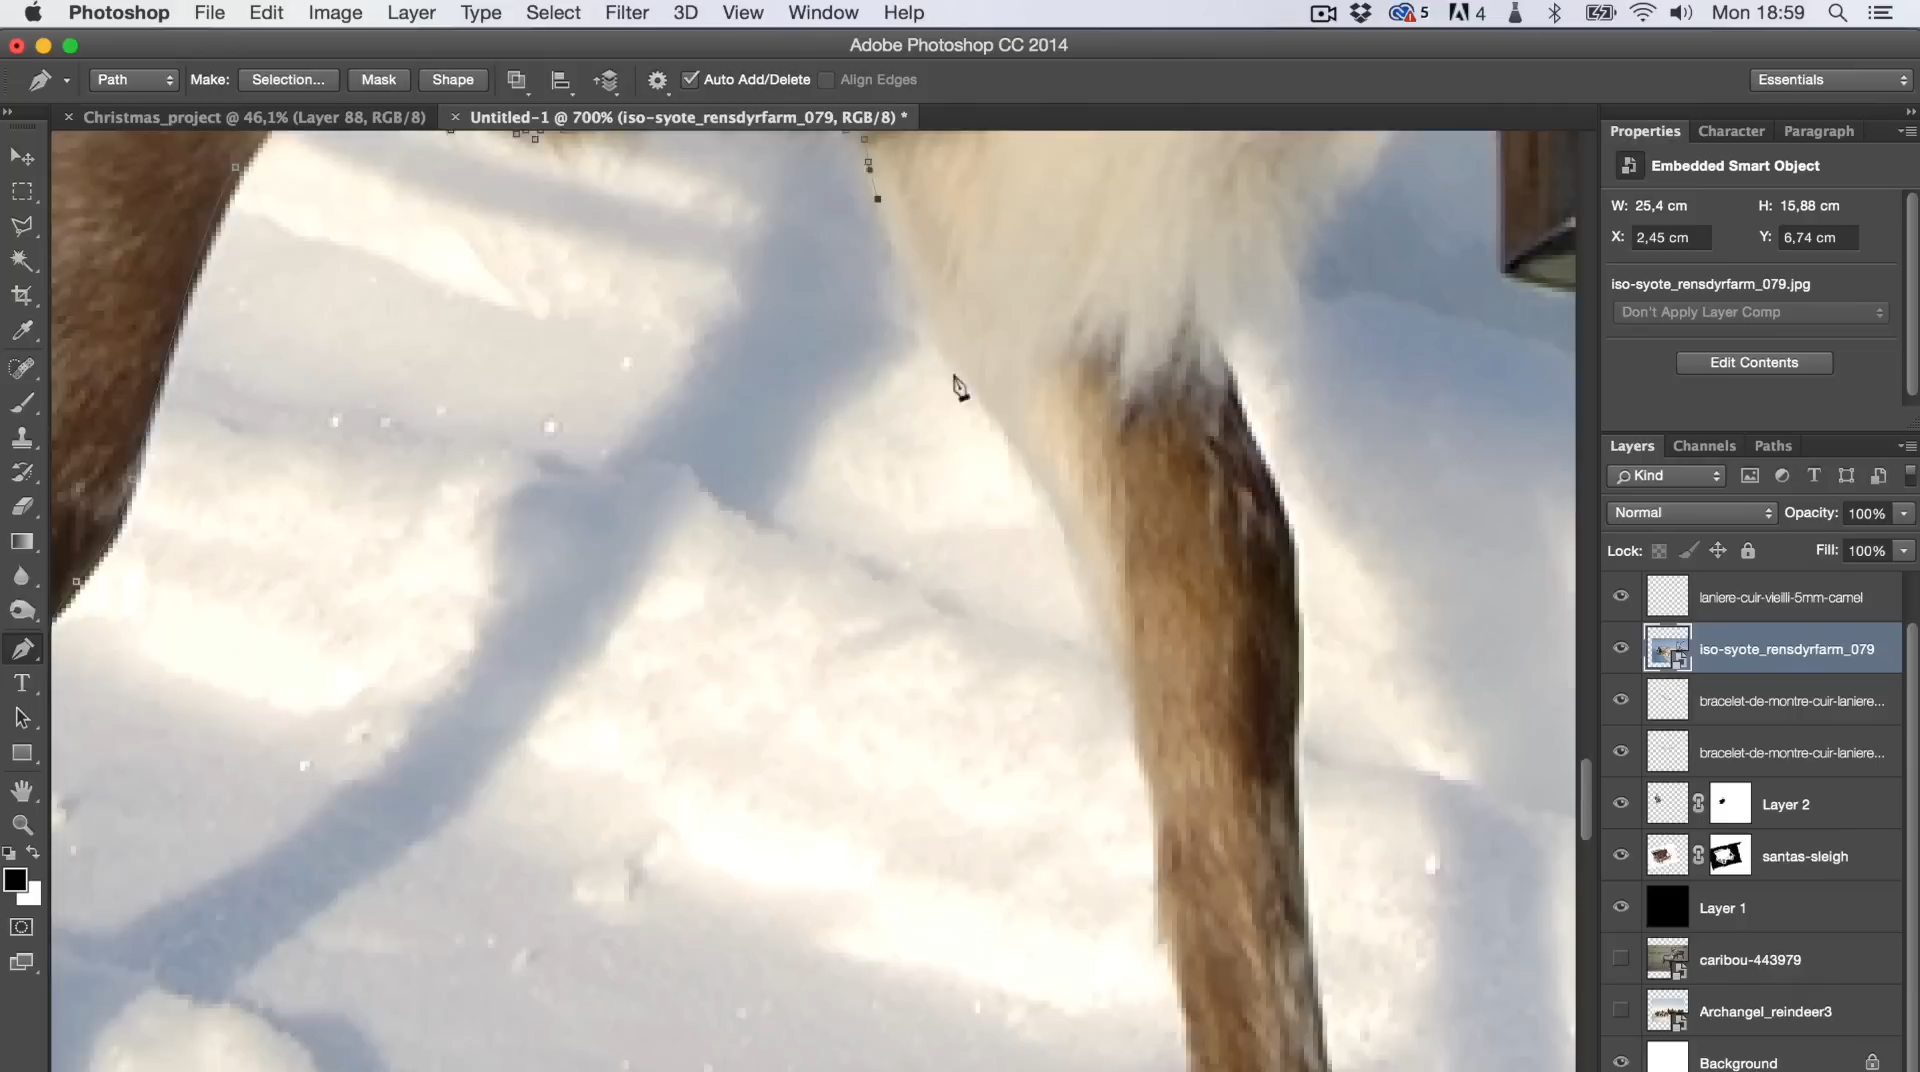 Photoshop File Edit Image Layer Type Select Filter 3D View Window Help 5 4 Mon 18:59
Adobe Photoshop CC 2014
Path Make: Selection... Mask Shape Auto Add/Delete Align Edges Essentials
Christmas_project @ 46,1% (Layer 88, RGB/8) Untitled-1 @ 700% (iso-syote_rensdyrfarm_079, RGB/8) *
Properties Character Paragraph
Embedded Smart Object
W: 25,4 cm H: 15,88 cm
X: 2,45 cm Y: 6,74 cm
iso-syote_rensdyrfarm_079.jpg
Don't Apply Layer Comp
Edit Contents
Layers Channels Paths
Kind
Normal Opacity: 100%
Lock: Fill: 100%
laniere-cuir-vieilli-5mm-camel
iso-syote_rensdyrfarm_079
bracelet-de-montre-cuir-laniere...
bracelet-de-montre-cuir-laniere...
Layer 2
santas-sleigh
Layer 1
caribou-443979
Archangel_reindeer3
Background